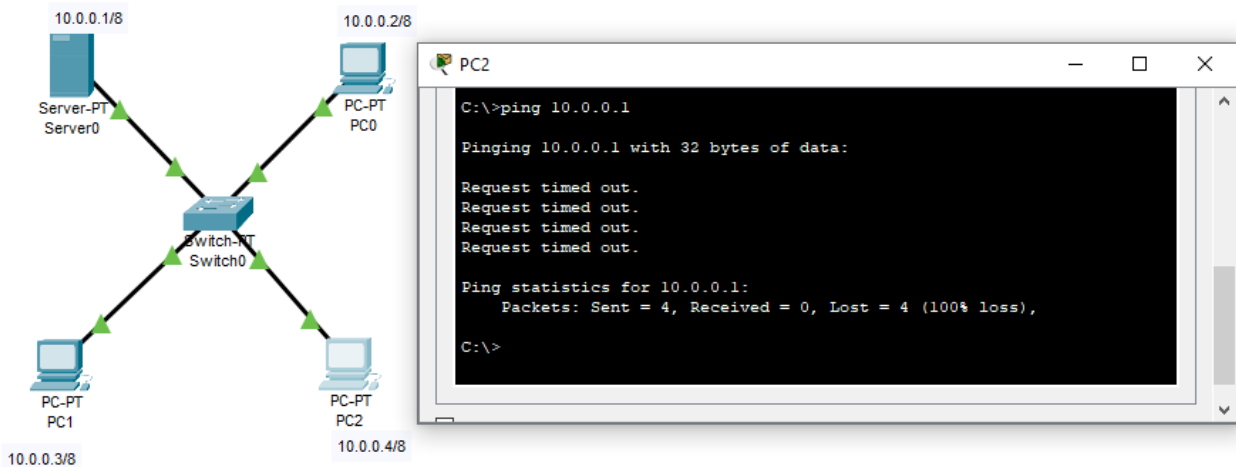 10.0.0.1/8
Server-PT
Server0
10.0.0.2/8
PC-PT
PC0
Switch-PT
Switch0
PC-PT
PC1
10.0.0.3/8
PC-PT
PC2
10.0.0.4/8
PC2
C:\>ping 10.0.0.1
Pinging 10.0.0.1 with 32 bytes of data:
Request timed out.
Request timed out.
Request timed out.
Request timed out.
Ping statistics for 10.0.0.1:
Packets: Sent = 4, Received = 0, Lost = 4 (100% loss),
C:\>